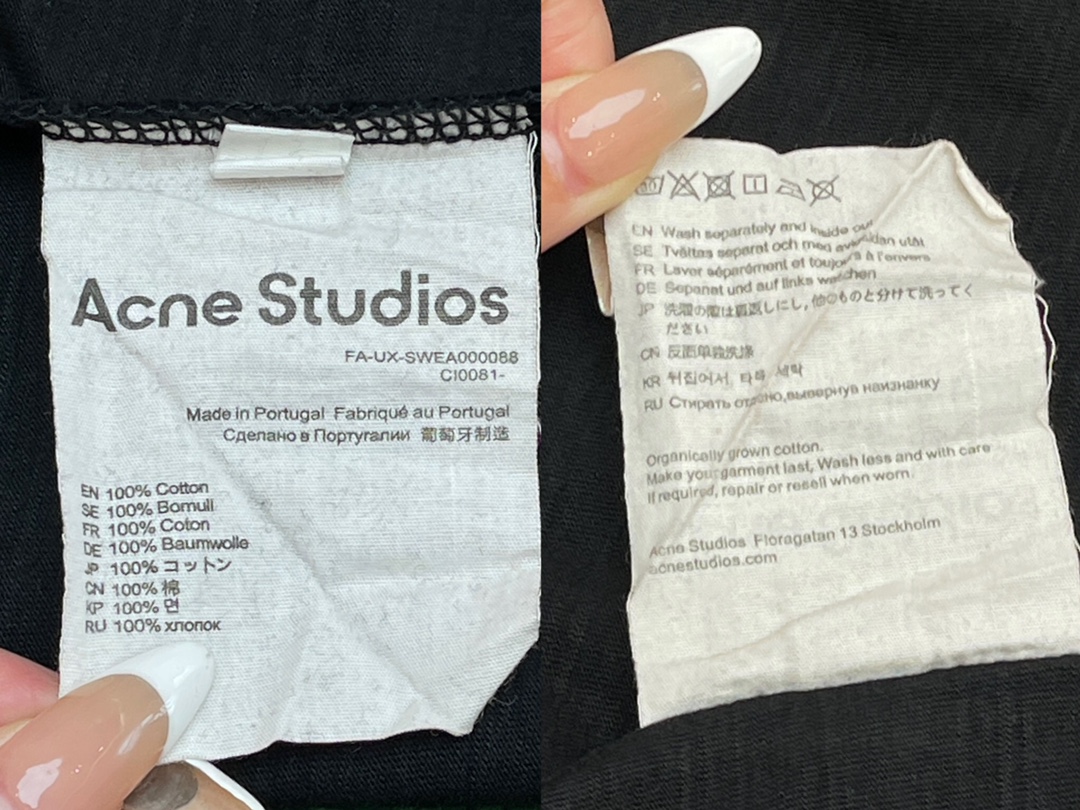 Acne Studios
FA-UX-SWEA000088
CI0081-
Made in Portugal Fabriqué au Portugal
Сделано в Португалии 葡萄牙制造
EN 100% Cotton
SE 100% Bomull
FR 100% Coton
DE 100% Baumwolle
JP 100% コットン
CN 100% 棉
KP 100% 면
RU 100% хлопок
EN Wash separately and inside out
SE Tvättas separat och med avigsidan utåt
FR Laver séparément et toujours à l'envers
DE Separat und auf links waschen
JP 洗濯の際は裏返しにし,他のものと分けて洗ってく
ださい
CN 反面单独洗涤
KR 뒤집어서, 따로 세탁
RU Стирать отдельно,вывернув наизнанку
Organically grown cotton.
Make your garment last, Wash less and with care
If required, repair or resell when worn.
Acne Studios Floragatan 13 Stockholm
acnestudios.com